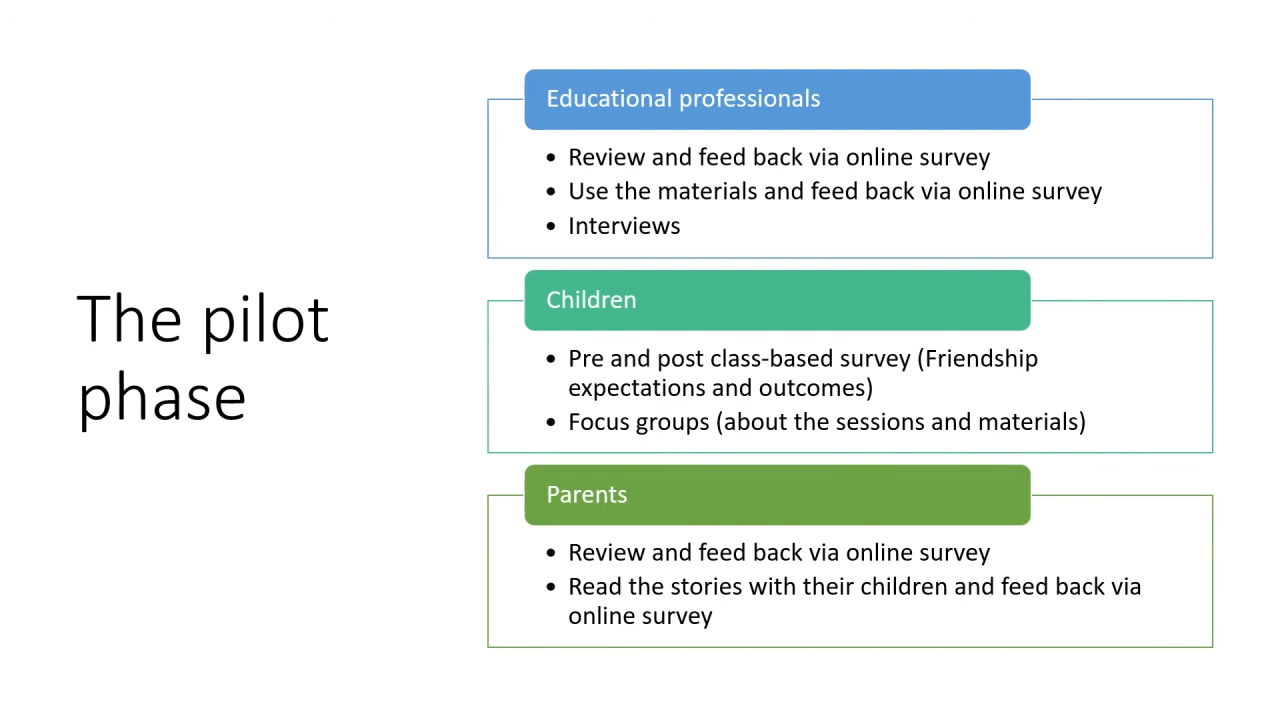 The pilot
phase
Educational professionals
• Review and feed back via online survey
• Use the materials and feed back via online survey
• Interviews
Children
• Pre and post class-based survey (Friendship
expectations and outcomes)
• Focus groups (about the sessions and materials)
Parents
• Review and feed back via online survey
• Read the stories with their children and feed back via
online survey